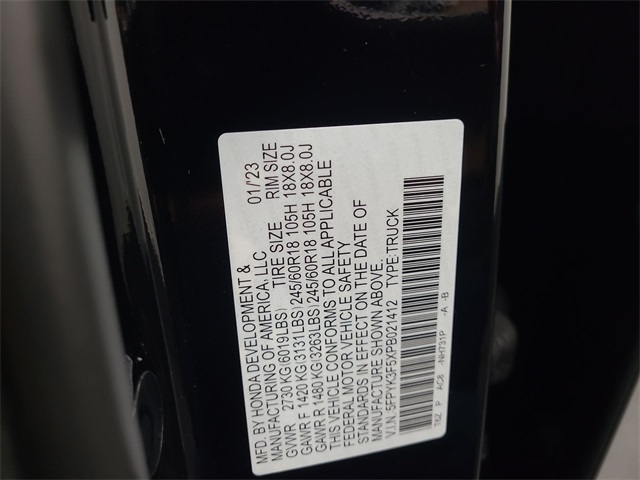 MFD. BY HONDA DEVELOPMENT &
MANUFACTURING OF AMERICA, LLC 01/'23
GVWR 2730 KG(6019LBS) TIRE SIZE RIM SIZE
GAWR F 1420 KG(3131LBS)245/60R18 105H 18X8.0J
GAWR R 1480 KG(3263LBS)245/60R18 105H 18X8.0J
THIS VEHICLE CONFORMS TO ALL APPLICABLE
FEDERAL MOTOR VEHICLE SAFETY
STANDARDS IN EFFECT ON THE DATE OF
MANUFACTURE SHOWN ABOVE.
V.I.N. 5FPYK3F5XPB021412 TYPE:TRUCK
T6Z P AC8 -NH731P -A -B